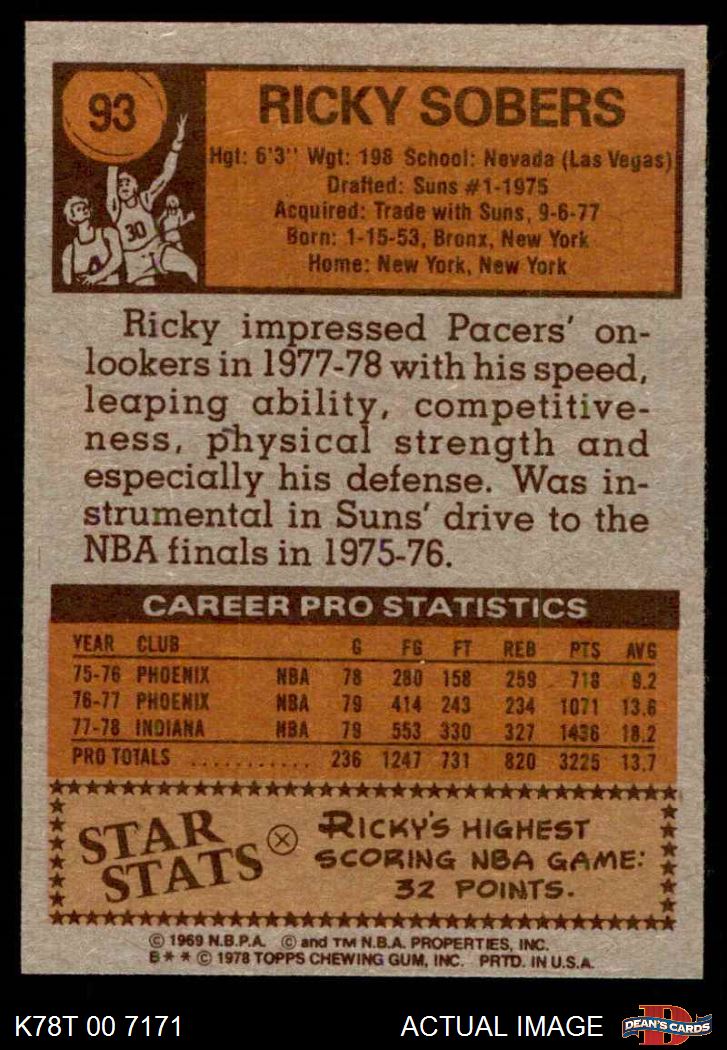 93
RICKY SOBERS
Hgt: 6'3" Wgt: 198 School: Nevada (Las Vegas)
Drafted: Suns #1-1975
Acquired: Trade with Suns, 9-6-77
Born: 1-15-53, Bronx, New York
Home: New York, New York
30
Ricky impressed Pacers' on-
lookers in 1977-78 with his speed,
leaping ability, competitive-
ness, physical strength and
especially his defense. Was in-
strumental in Suns' drive to the
NBA finals in 1975-76.
CAREER PRO STATISTICS
YEAR CLUB G FG FT REB PTS AVG
75-76 PHOENIX NBA 78 280 158 259 718 9.2
76-77 PHOENIX NBA 79 414 243 234 1071 13.6
77-78 INDIANA NBA 79 553 330 327 1436 18.2
PRO TOTALS ........... 236 1247 731 820 3225 13.7
STAR
STATS
RICKY'S HIGHEST
SCORING NBA GAME:
32 POINTS.
© 1969 N.B.P.A. © and TM N.B.A. PROPERTIES, INC.
B** © 1978 TOPPS CHEWING GUM, INC. PRTD. IN U.S.A.
K78T 00 7171 ACTUAL IMAGE
DEAN'S CARDS